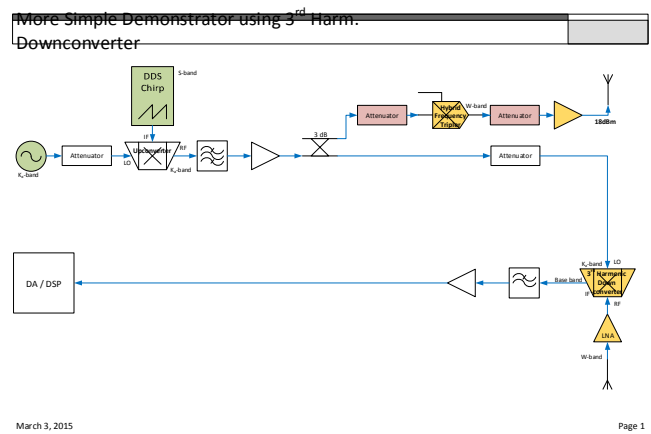 More Simple Demonstrator using 3rd Harm.
Downconverter
DDS
Chirp
S-band
IF
Hybrid
Frequency
Tripler
W-band
Attenuator
Attenuator
18dBm
3 dB
Attenuator
LO
Upconverter
RF
Attenuator
Ka-band
Ka-band
Ka-band
LO
3rd Harmonic
Down
converter
Base band
IF
RF
DA / DSP
LNA
W-band
March 3, 2015
Page 1